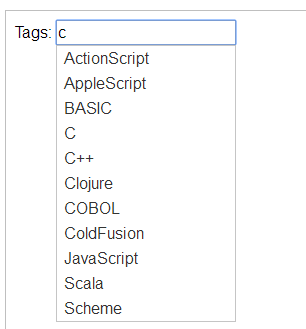 Tags: c
ActionScript
AppleScript
BASIC
C
C++
Clojure
COBOL
ColdFusion
JavaScript
Scala
Scheme